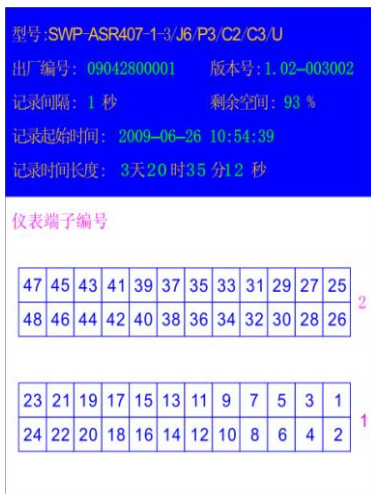 型号:SWP-ASR407-1-3/J6/P3/C2/C3/U
出厂编号: 09042800001 版本号:1.02-003002
记录间隔: 1 秒 剩余空间: 93 %
记录起始时间: 2009-06-26 10:54:39
记录时间长度: 3天20时35分12 秒
仪表端子编号
47 45 43 41 39 37 35 33 31 29 27 25
48 46 44 42 40 38 36 34 32 30 28 26
2
23 21 19 17 15 13 11 9 7 5 3 1
24 22 20 18 16 14 12 10 8 6 4 2
1